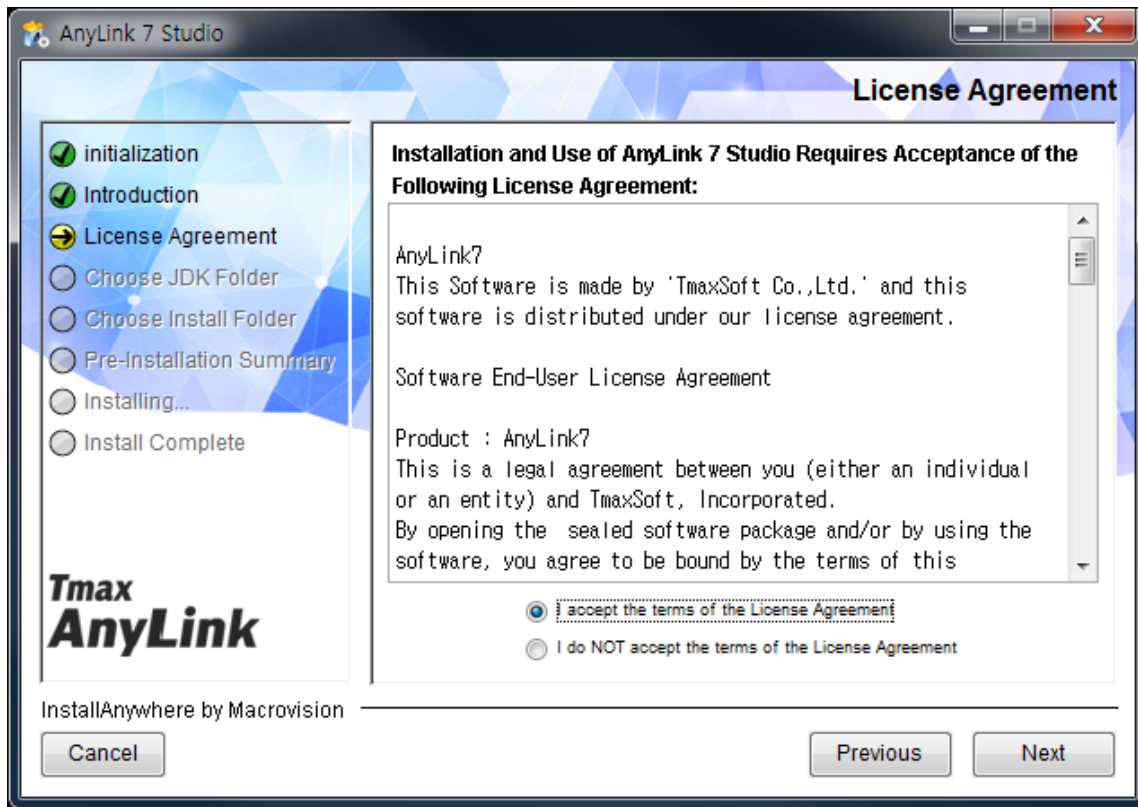 AnyLink 7 Studio
License Agreement
initialization
Introduction
License Agreement
Choose JDK Folder
Choose Install Folder
Pre-Installation Summary
Installing...
Install Complete
Tmax
AnyLink
Installation and Use of AnyLink 7 Studio Requires Acceptance of the
Following License Agreement:
AnyLink7
This Software is made by 'TmaxSoft Co.,Ltd.' and this
software is distributed under our license agreement.
Software End-User License Agreement
Product : AnyLink7
This is a legal agreement between you (either an individual
or an entity) and TmaxSoft, Incorporated.
By opening the  sealed software package and/or by using the
software, you agree to be bound by the terms of this
I accept the terms of the License Agreement
I do NOT accept the terms of the License Agreement
InstallAnywhere by Macrovision
Cancel
Previous
Next